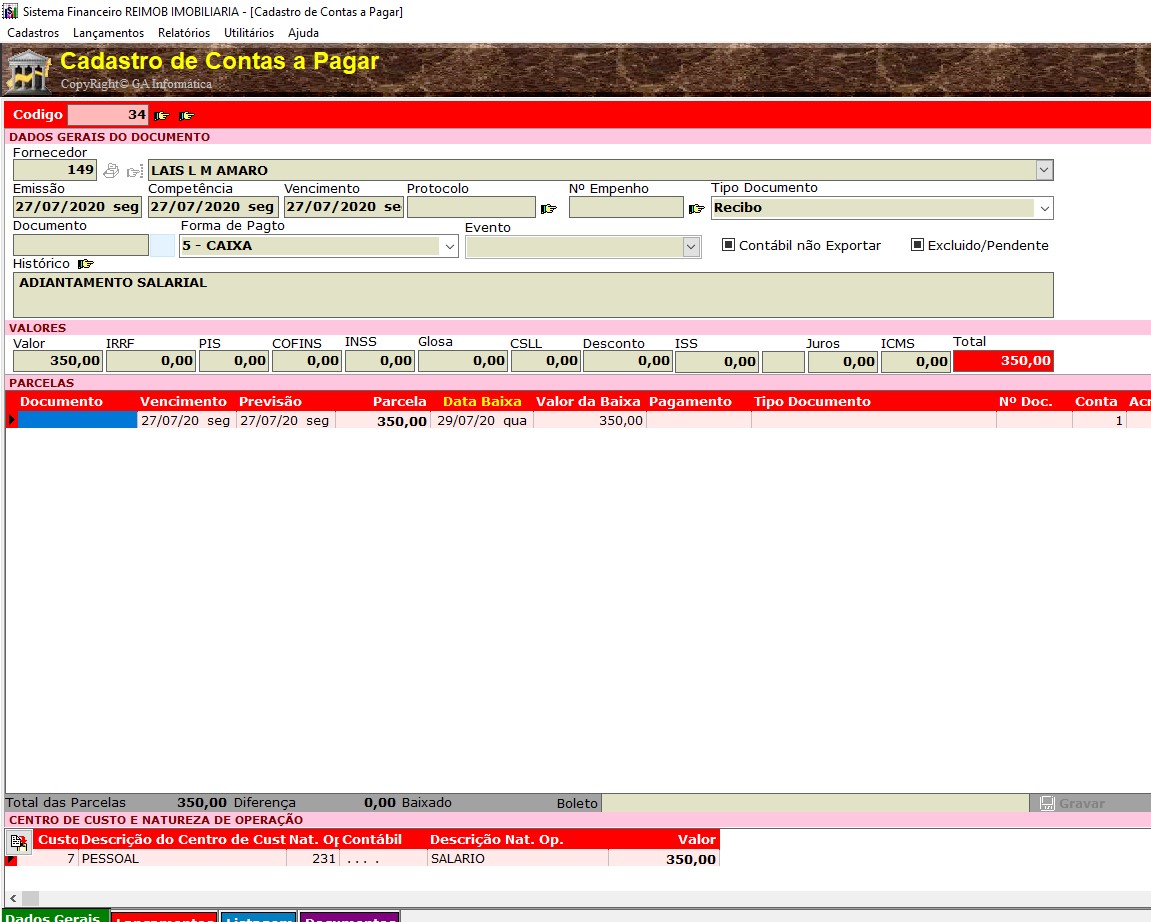 Sistema Financeiro REIMOB IMOBILIARIA - [Cadastro de Contas a Pagar]
Cadastros Lançamentos Relatórios Utilitários Ajuda
Cadastro de Contas a Pagar
CopyRight© GA Informática
Codigo 34
DADOS GERAIS DO DOCUMENTO
Fornecedor
149 LAIS L M AMARO
Emissão Competência Vencimento Protocolo Nº Empenho Tipo Documento
27/07/2020 seg 27/07/2020 seg 27/07/2020 se Recibo
Documento Forma de Pagto Evento
5 - CAIXA Contábil não Exportar Excluido/Pendente
Histórico
ADIANTAMENTO SALARIAL
VALORES
Valor IRRF PIS COFINS INSS Glosa CSLL Desconto ISS Juros ICMS Total
350,00 0,00 0,00 0,00 0,00 0,00 0,00 0,00 0,00 0,00 0,00 350,00
PARCELAS
Documento Vencimento Previsão Parcela Data Baixa Valor da Baixa Pagamento Tipo Documento Nº Doc. Conta Acr
27/07/20 seg 27/07/20 seg 350,00 29/07/20 qua 350,00 1
Total das Parcelas 350,00 Diferença 0,00 Baixado Boleto Gravar
CENTRO DE CUSTO E NATUREZA DE OPERAÇÃO
Custo Descrição do Centro de Cust Nat. Op Contábil Descrição Nat. Op. Valor
7 PESSOAL 231 . . . . SALARIO 350,00
Dados Gerais Lançamentos Listagem Documentos